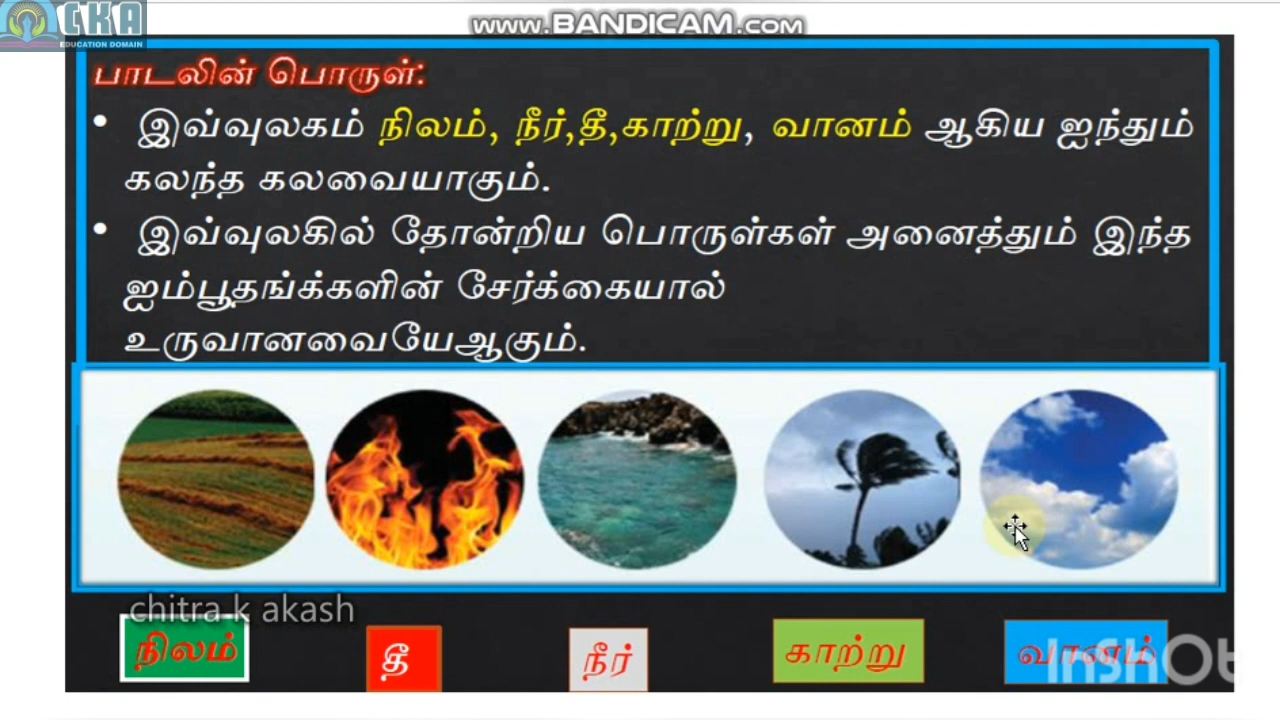 CKA
EDUCATION DOMAIN
www.BANDICAM.com
பாடலின் பொருள்:
• இவ்வுலகம் நிலம், நீர்,தீ,காற்று, வானம் ஆகிய ஐந்தும்
கலந்த கலவையாகும்.
• இவ்வுலகில் தோன்றிய பொருள்கள் அனைத்தும் இந்த
ஐம்பூதங்க்களின் சேர்க்கையால்
உருவானவையேஆகும்.
chitra k akash
நிலம்
தீ
நீர்
காற்று
வானம்
InShOt